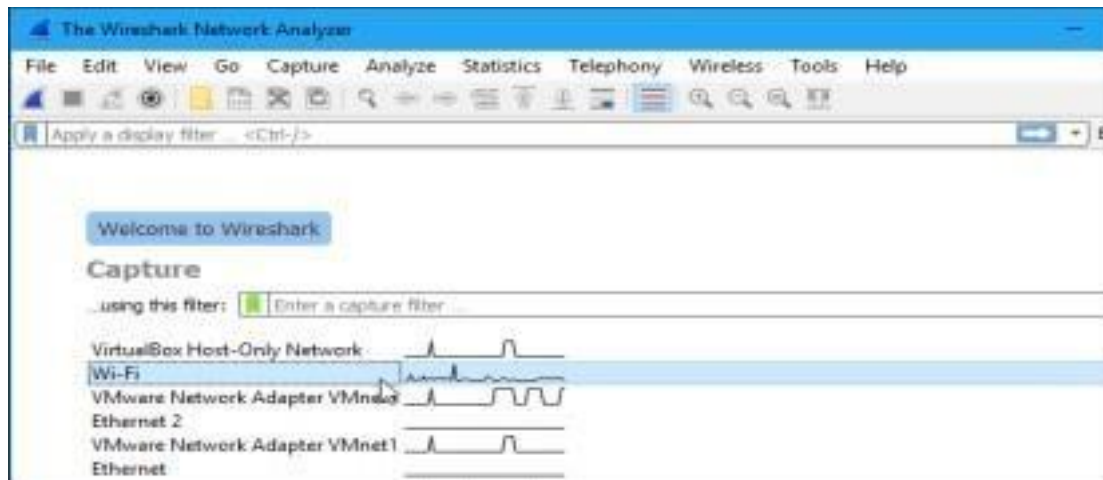 The Wireshark Network Analyzer
File Edit View Go Capture Analyze Statistics Telephony Wireless Tools Help
Apply a display filter ... <Ctrl-/>
Welcome to Wireshark
Capture
...using this filter: Enter a capture filter ...
VirtualBox Host-Only Network
Wi-Fi
VMware Network Adapter
Ethernet 2
VMware Network Adapter VMnet1
Ethernet